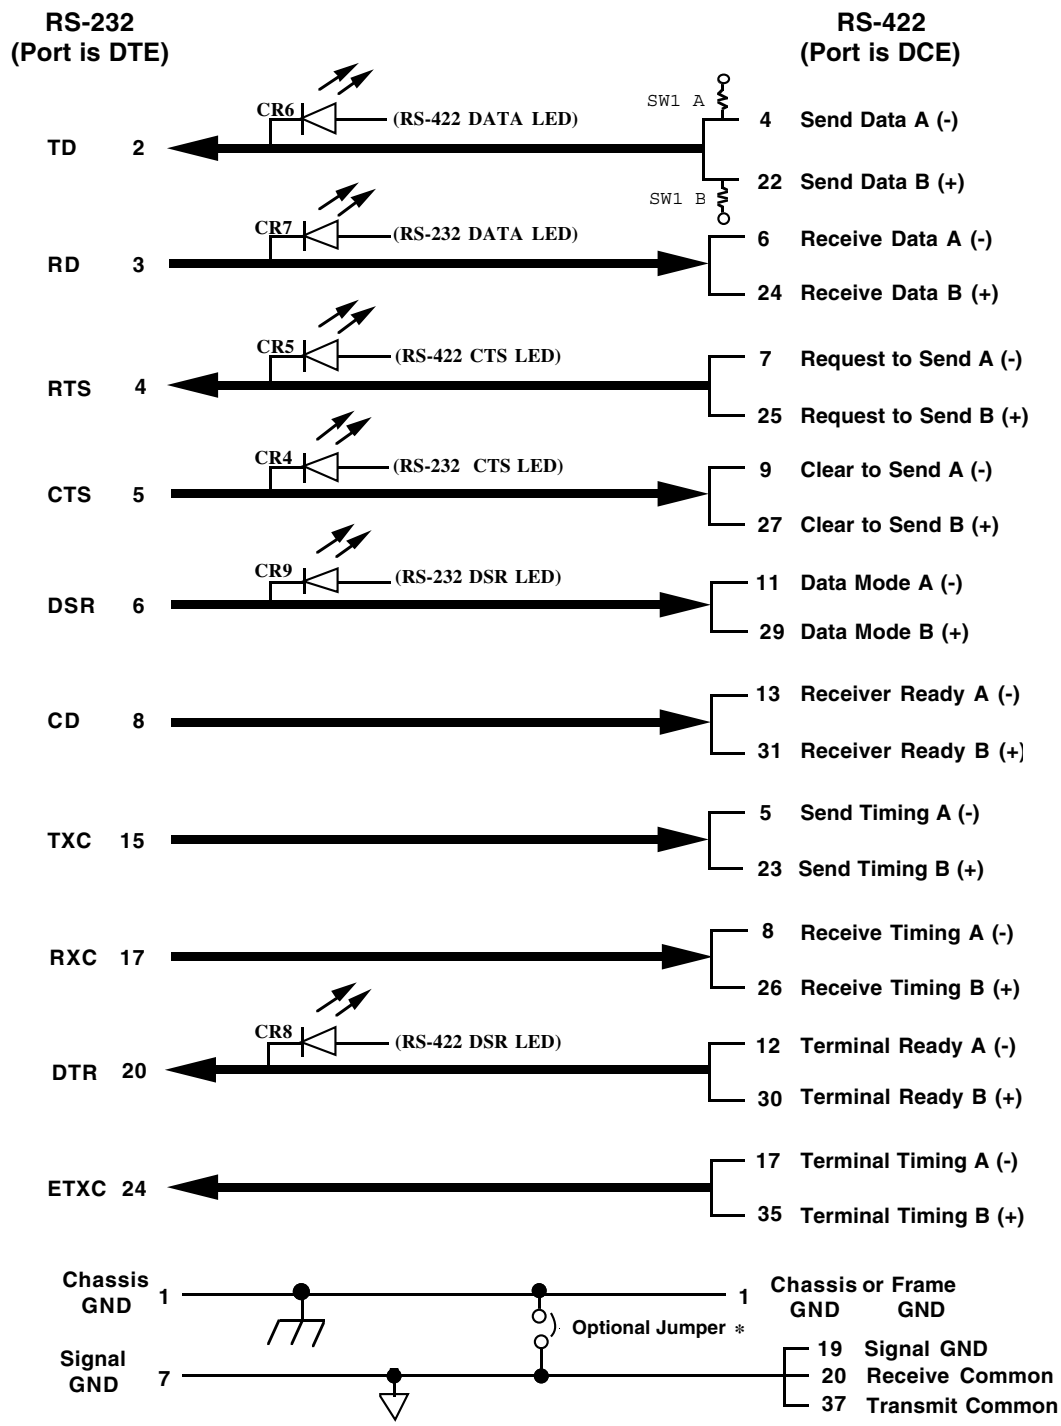 RS-232
(Port is DTE)
RS-422
(Port is DCE)
SW1 A
CR6
(RS-422 DATA LED)
4 Send Data A (-)
TD 2
22 Send Data B (+)
SW1 B
CR7
(RS-232 DATA LED)
6 Receive Data A (-)
RD 3
24 Receive Data B (+)
CR5
(RS-422 CTS LED)
7 Request to Send A (-)
RTS 4
25 Request to Send B (+)
CR4
(RS-232 CTS LED)
9 Clear to Send A (-)
CTS 5
27 Clear to Send B (+)
CR9
(RS-232 DSR LED)
11 Data Mode A (-)
DSR 6
29 Data Mode B (+)
13 Receiver Ready A (-)
CD 8
31 Receiver Ready B (+)
5 Send Timing A (-)
TXC 15
23 Send Timing B (+)
8 Receive Timing A (-)
RXC 17
26 Receive Timing B (+)
CR8
(RS-422 DSR LED)
12 Terminal Ready A (-)
DTR 20
30 Terminal Ready B (+)
17 Terminal Timing A (-)
ETXC 24
35 Terminal Timing B (+)
Chassis
GND 1
1 Chassis or Frame
GND GND
Optional Jumper *
Signal
GND 7
19 Signal GND
20 Receive Common
37 Transmit Common